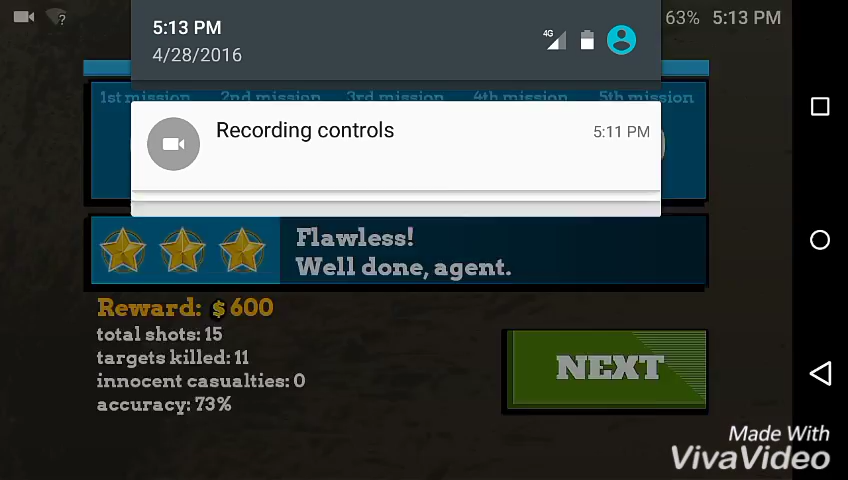 5:13 PM
4/28/2016
4G
63% 5:13 PM
?
1st mission 2nd mission 3rd mission 4th mission 5th mission
Recording controls
5:11 PM
Flawless!
Well done, agent.
Reward: $600
total shots: 15
targets killed: 11
innocent casualties: 0
accuracy: 73%
NEXT
Made With
VivaVideo